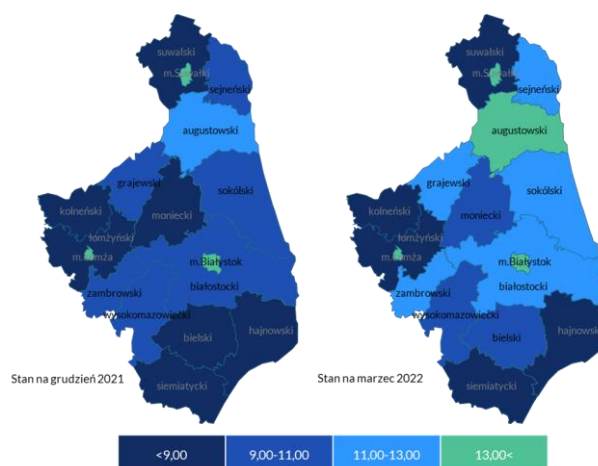 suwalski
m.Suwałki
sejneński
augustowski
grajewski
sokólski
moniecki
kolneński
łomżyński
m.Łomża
m.Białystok
zambrowski
białostocki
wysokomazowiecki
bielski
hajnowski
siemiatycki
Stan na grudzień 2021
suwalski
m.Suwałki
sejneński
augustowski
grajewski
sokólski
moniecki
kolneński
łomżyński
m.Łomża
m.Białystok
zambrowski
białostocki
wysokomazowiecki
bielski
hajnowski
siemiatycki
Stan na marzec 2022
<9,00
9,00-11,00
11,00-13,00
13,00<